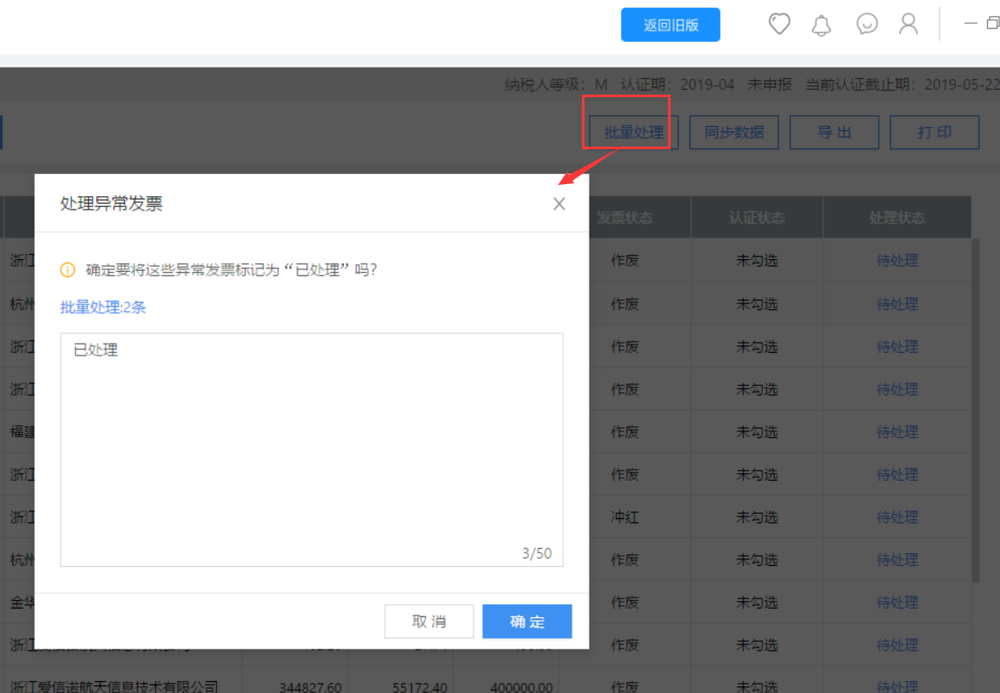 返回旧版
纳税人等级: M 认证期: 2019-04 未申报 当前认证截止期: 2019-05-22
批量处理 同步数据 导出 打印
处理异常发票
发票状态 认证状态 处理状态
浙江 作废 未勾选 待处理
确定要将这些异常发票标记为“已处理”吗?
杭州 作废 未勾选 待处理
批量处理:2条
浙江 作废 未勾选 待处理
已处理
浙江 作废 未勾选 待处理
福建 作废 未勾选 待处理
浙江 作废 未勾选 待处理
浙江 冲红 未勾选 待处理
杭州 作废 未勾选 待处理
3/50
金华 作废 未勾选 待处理
取消 确定
浙江 作废 未勾选 待处理
浙江爱信诺航天信息技术有限公司 344827.60 55172.40 400000.00 作废 未勾选 待处理